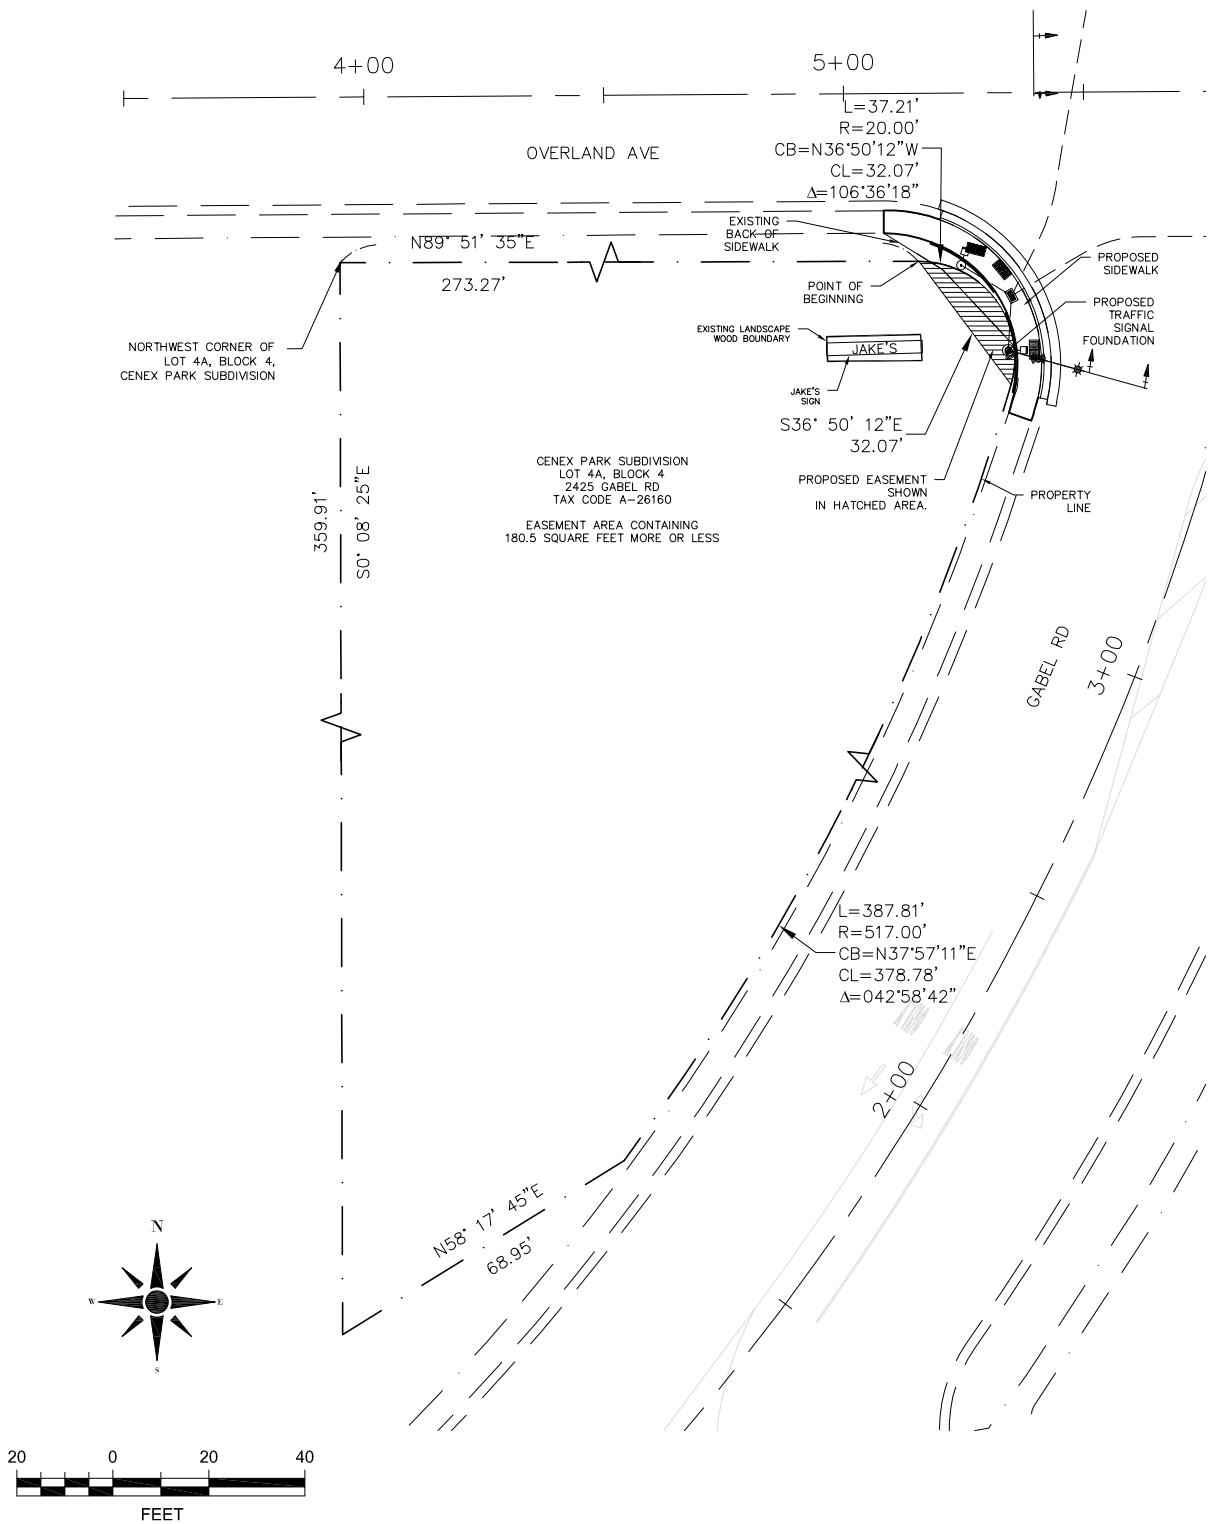 4+00
5+00
L=37.21'
R=20.00'
CB=N36°50'12"W
CL=32.07'
Δ=106°36'18"
OVERLAND AVE
EXISTING
BACK OF
SIDEWALK
N89° 51' 35"E
273.27'
PROPOSED
SIDEWALK
POINT OF
BEGINNING
PROPOSED
TRAFFIC
SIGNAL
FOUNDATION
EXISTING LANDSCAPE
WOOD BOUNDARY
JAKE'S
JAKE'S
SIGN
NORTHWEST CORNER OF
LOT 4A, BLOCK 4,
CENEX PARK SUBDIVISION
S36° 50' 12"E
32.07'
CENEX PARK SUBDIVISION
LOT 4A, BLOCK 4
2425 GABEL RD
TAX CODE A-26160
EASEMENT AREA CONTAINING
180.5 SQUARE FEET MORE OR LESS
PROPOSED EASEMENT
SHOWN
IN HATCHED AREA.
PROPERTY
LINE
359.91'
S0° 08' 25"E
GABEL RD
3+00
L=387.81'
R=517.00'
CB=N37°57'11"E
CL=378.78'
Δ=042°58'42"
2+00
N58° 17' 45"E
68.95'
N
W
E
S
20 0 20 40
FEET